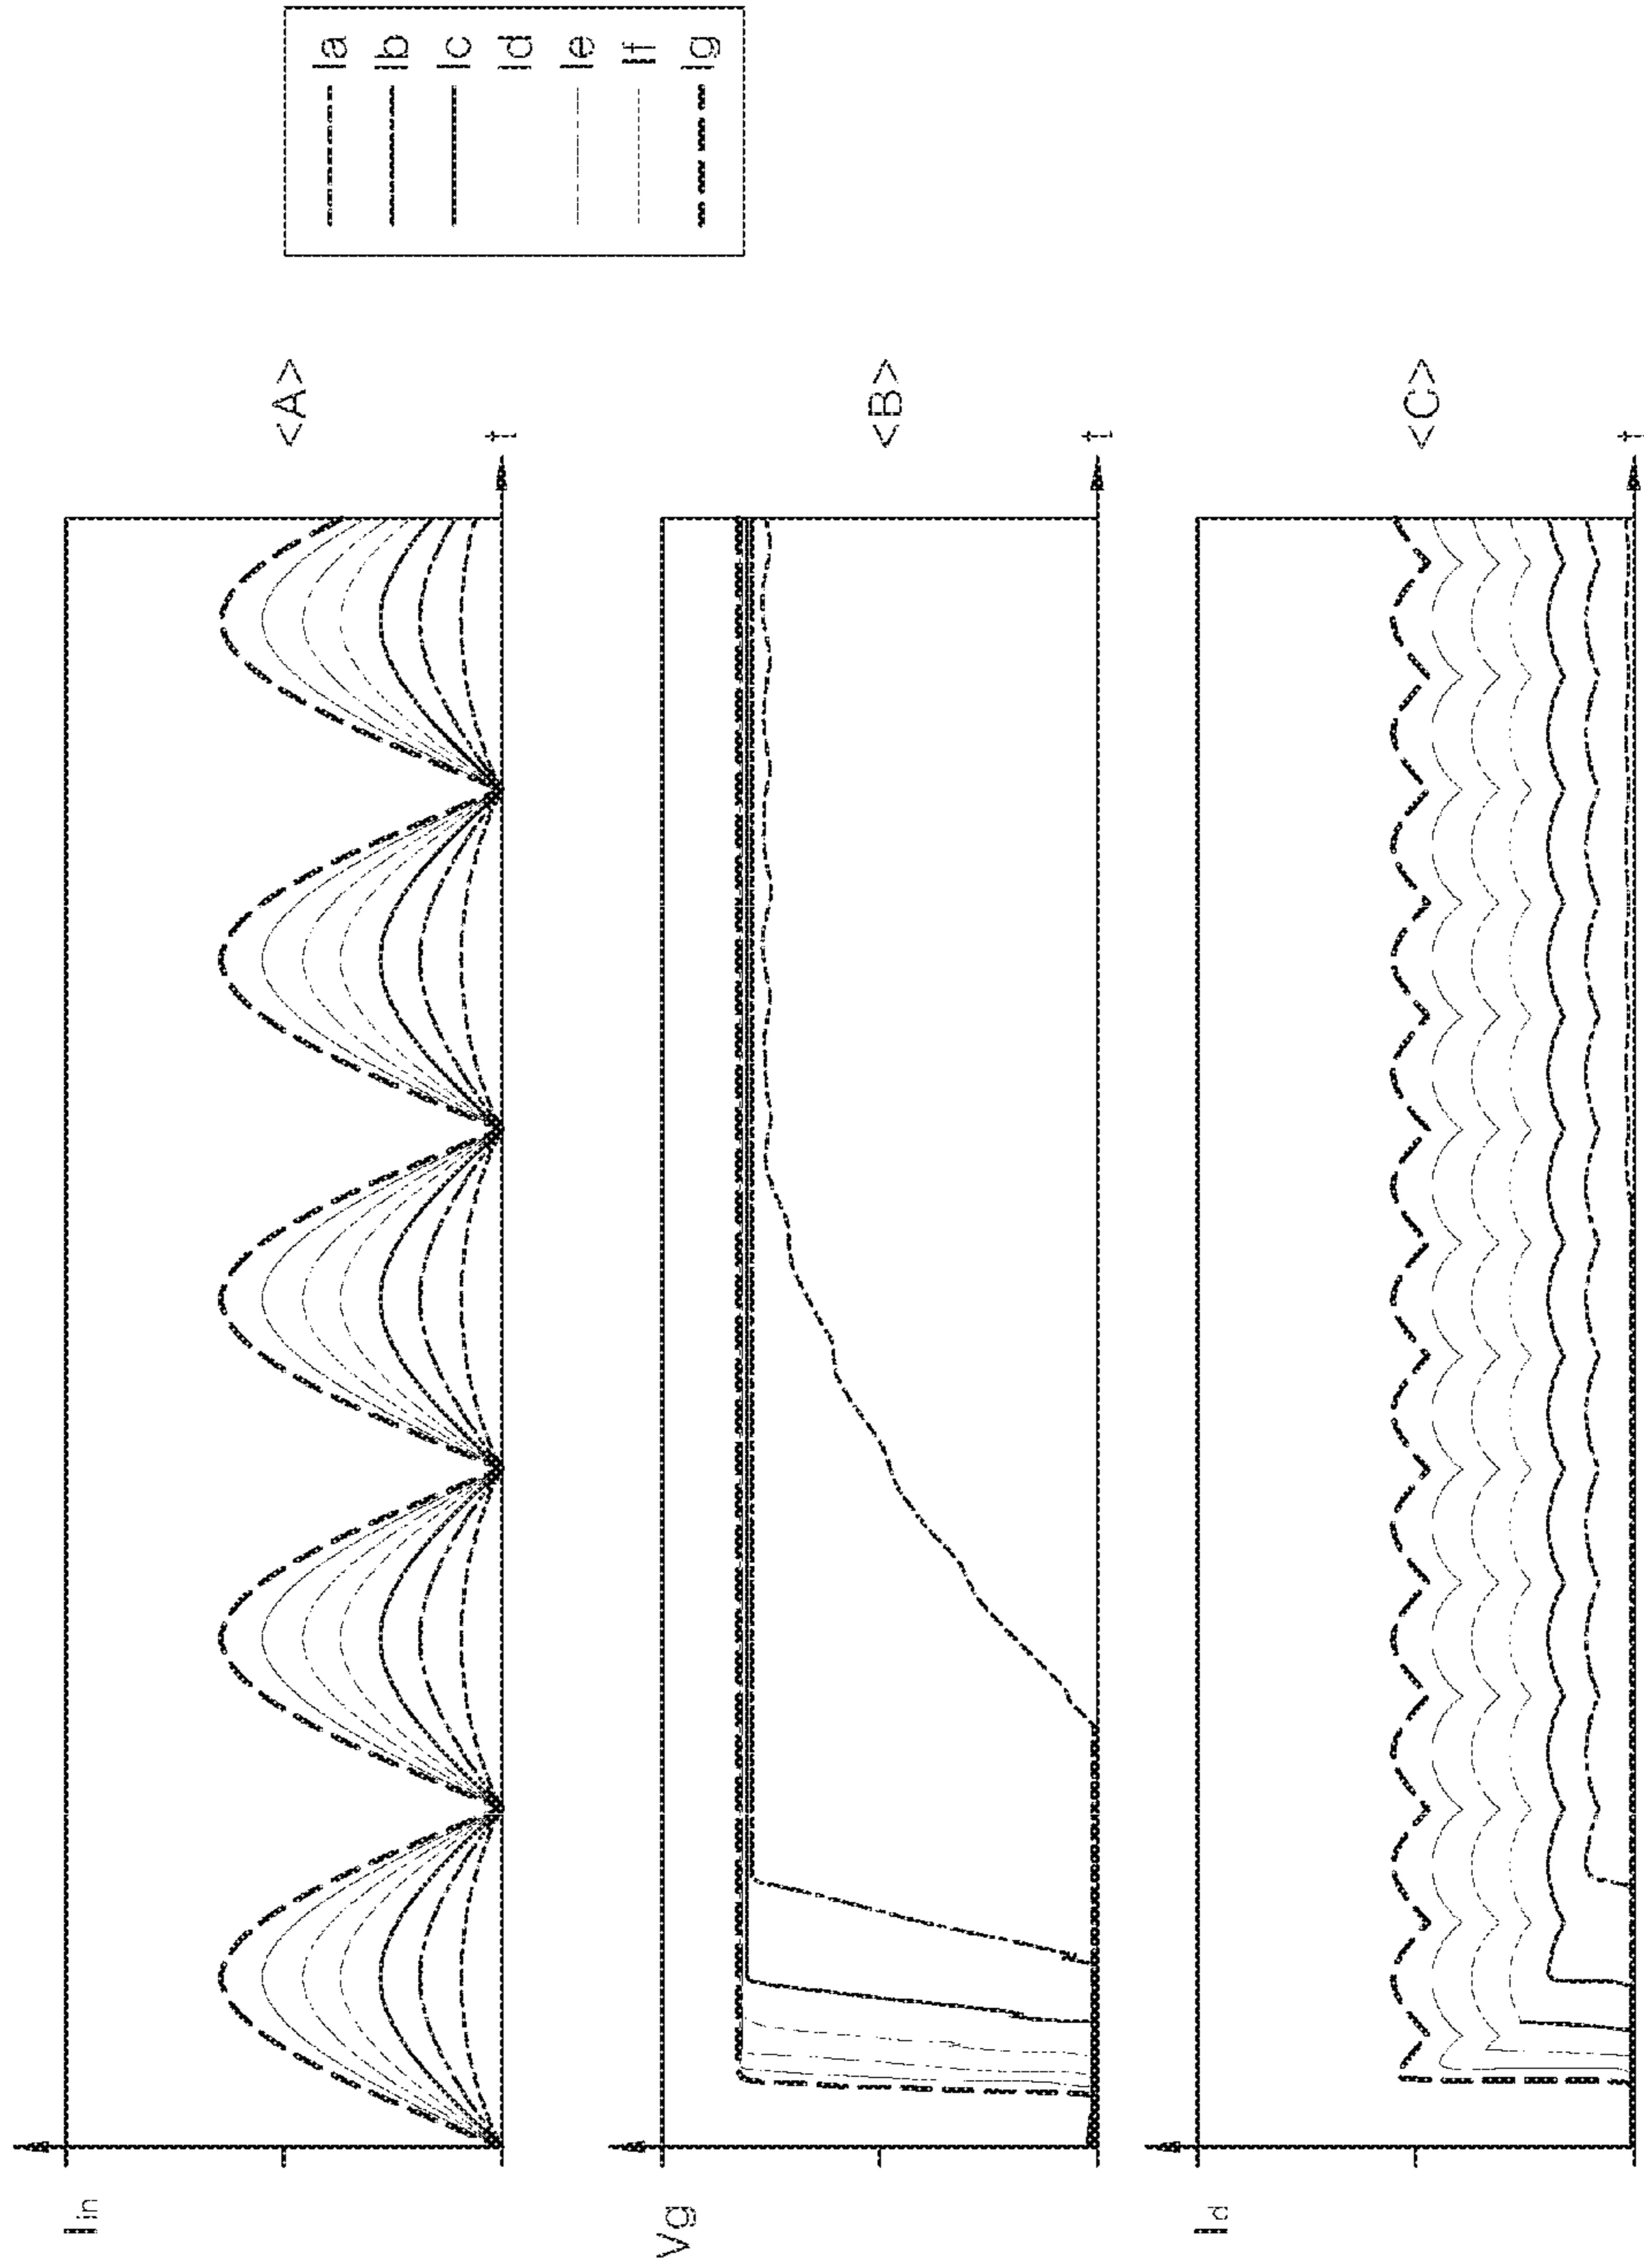 Iin
<A>
t
Ia
Ib
Ic
Id
Ie
If
Ig
Vg
<B>
t
Id
<C>
t